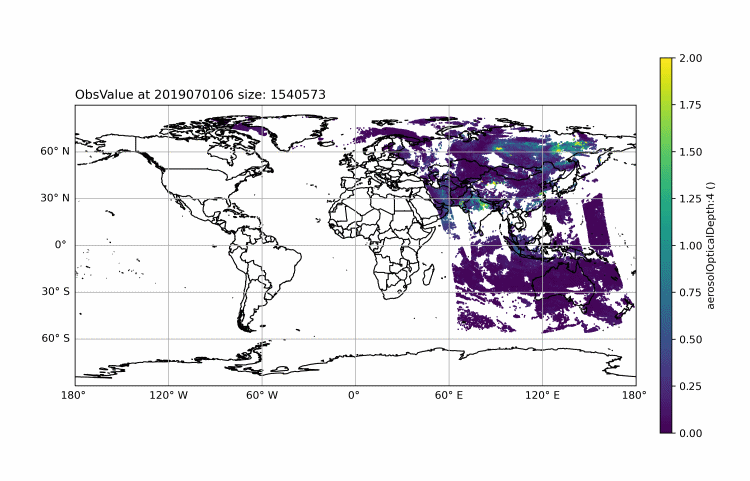 ObsValue at 2019070106 size: 1540573
60° N
30° N
0°
30° S
60° S
180°
120° W
60° W
0°
60° E
120° E
180°
2.00
1.75
1.50
1.25
1.00
0.75
0.50
0.25
0.00
aerosolOpticalDepth:4 ()